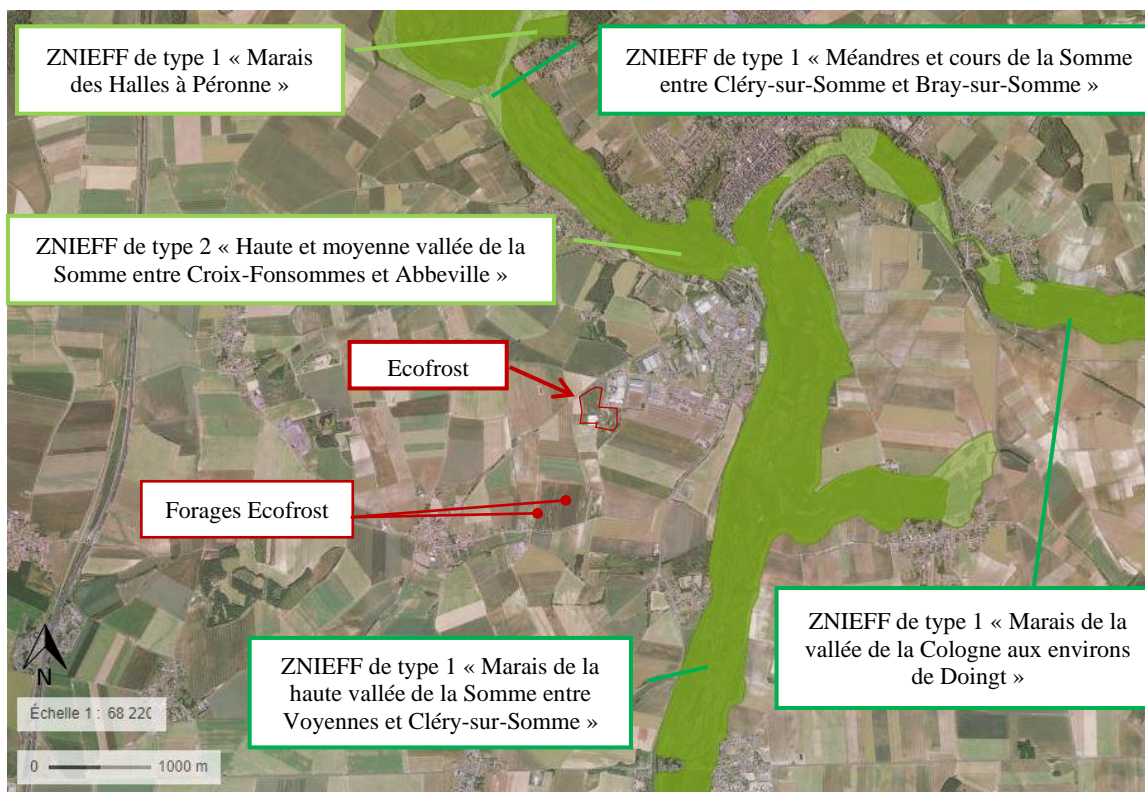 ZNIEFF de type 1 « Marais
des Halles à Péronne »
ZNIEFF de type 1 « Méandres et cours de la Somme
entre Cléry-sur-Somme et Bray-sur-Somme »
ZNIEFF de type 2 « Haute et moyenne vallée de la
Somme entre Croix-Fonsommes et Abbeville »
Ecofrost
Forages Ecofrost
ZNIEFF de type 1 « Marais de la
vallée de la Cologne aux environs
de Doingt »
ZNIEFF de type 1 « Marais de la
haute vallée de la Somme entre
Voyennes et Cléry-sur-Somme »
N
Échelle 1 : 68 220
0 1000 m